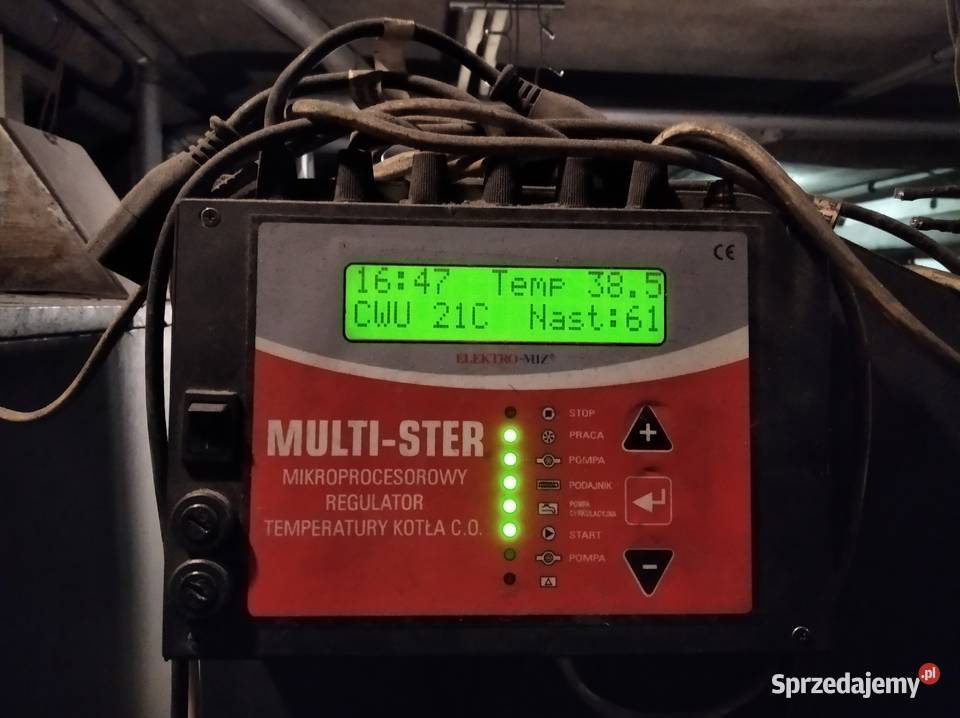 CE
16:47 Temp 38.5
CWU 21C Nast:61
ELEKTRO-MIZ®
MULTI-STER
MIKROPROCESOROWY
REGULATOR
TEMPERATURY KOTŁA C.O.
STOP
PRACA
POMPA
PODAJNIK
POMPA
CYRKULACYJNA
START
POMPA
+
-
Sprzedajemy.pl